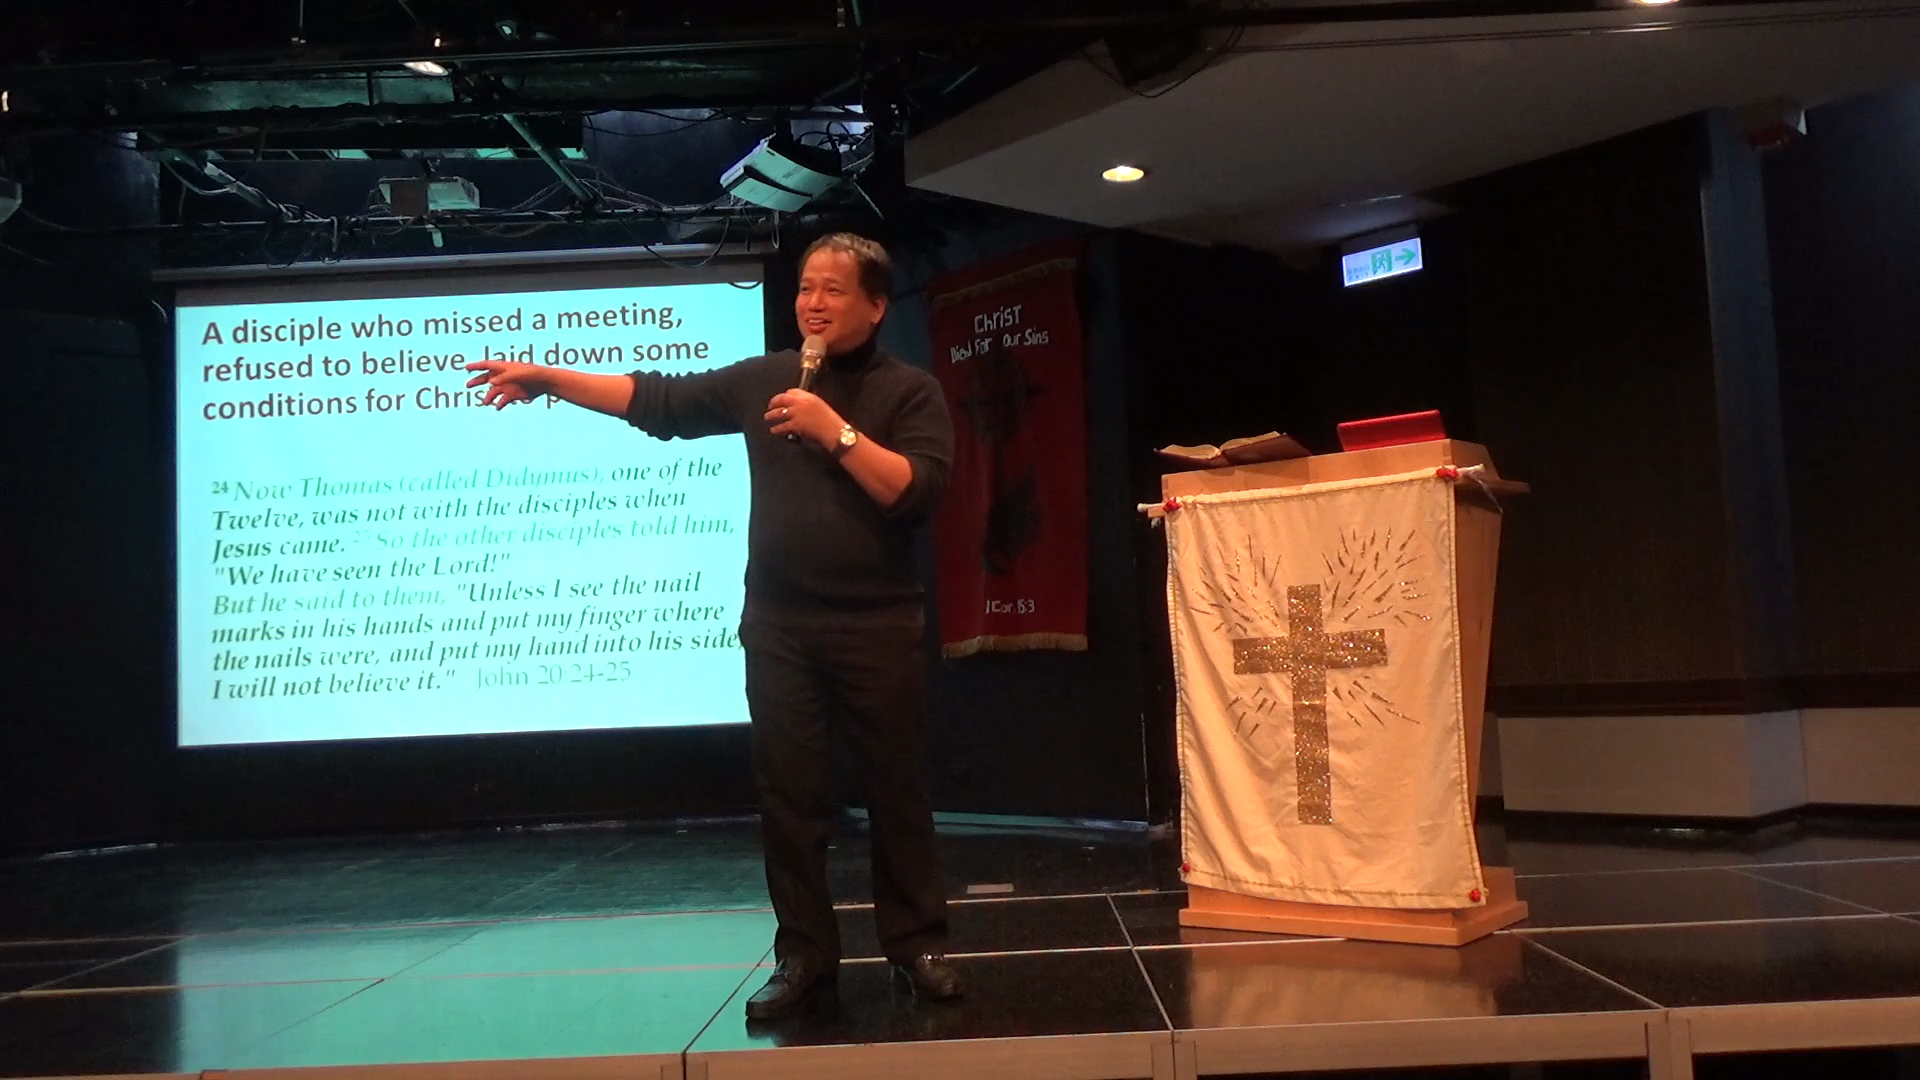 A disciple who missed a meeting,
refused to believe, laid down some
conditions for Christ to
24 Now Thomas (called Didymus), one of the
Twelve, was not with the disciples when
Jesus came. 25 So the other disciples told him,
"We have seen the Lord!"
But he said to them, "Unless I see the nail
marks in his hands and put my finger where
the nails were, and put my hand into his side,
I will not believe it." John 20:24-25
Christ
Died For Our Sins
1 Cor. 15:3